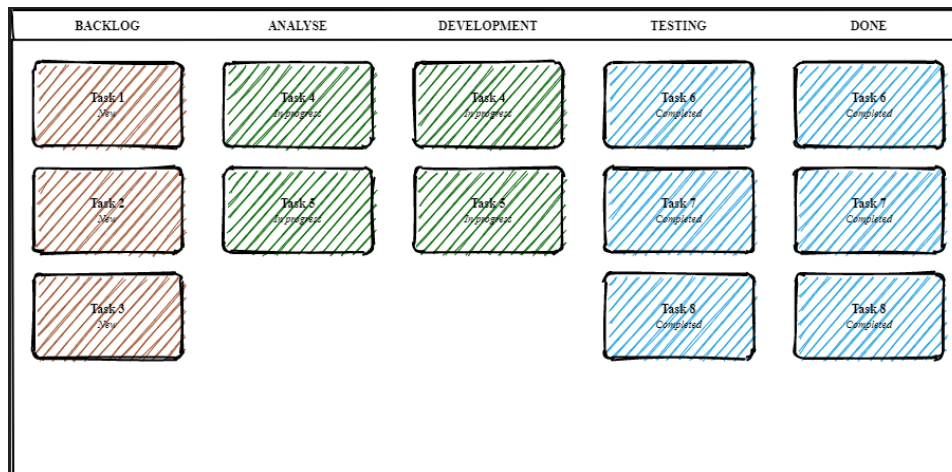 BACKLOG
ANALYSE
DEVELOPMENT
TESTING
DONE
Task 1
New
Task 4
In progress
Task 4
In progress
Task 6
Completed
Task 6
Completed
Task 2
New
Task 5
In progress
Task 5
In progress
Task 7
Completed
Task 7
Completed
Task 3
New
Task 8
Completed
Task 8
Completed